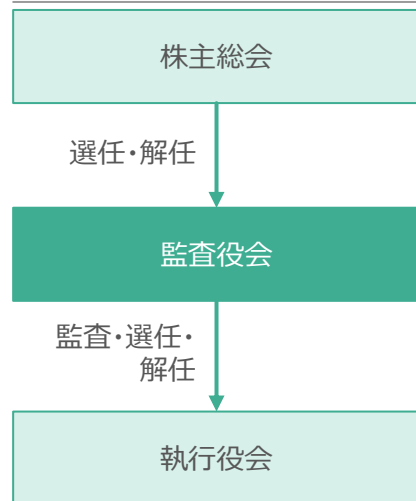 株主総会
選任・解任
監査役会
監査・選任・
解任
執行役会